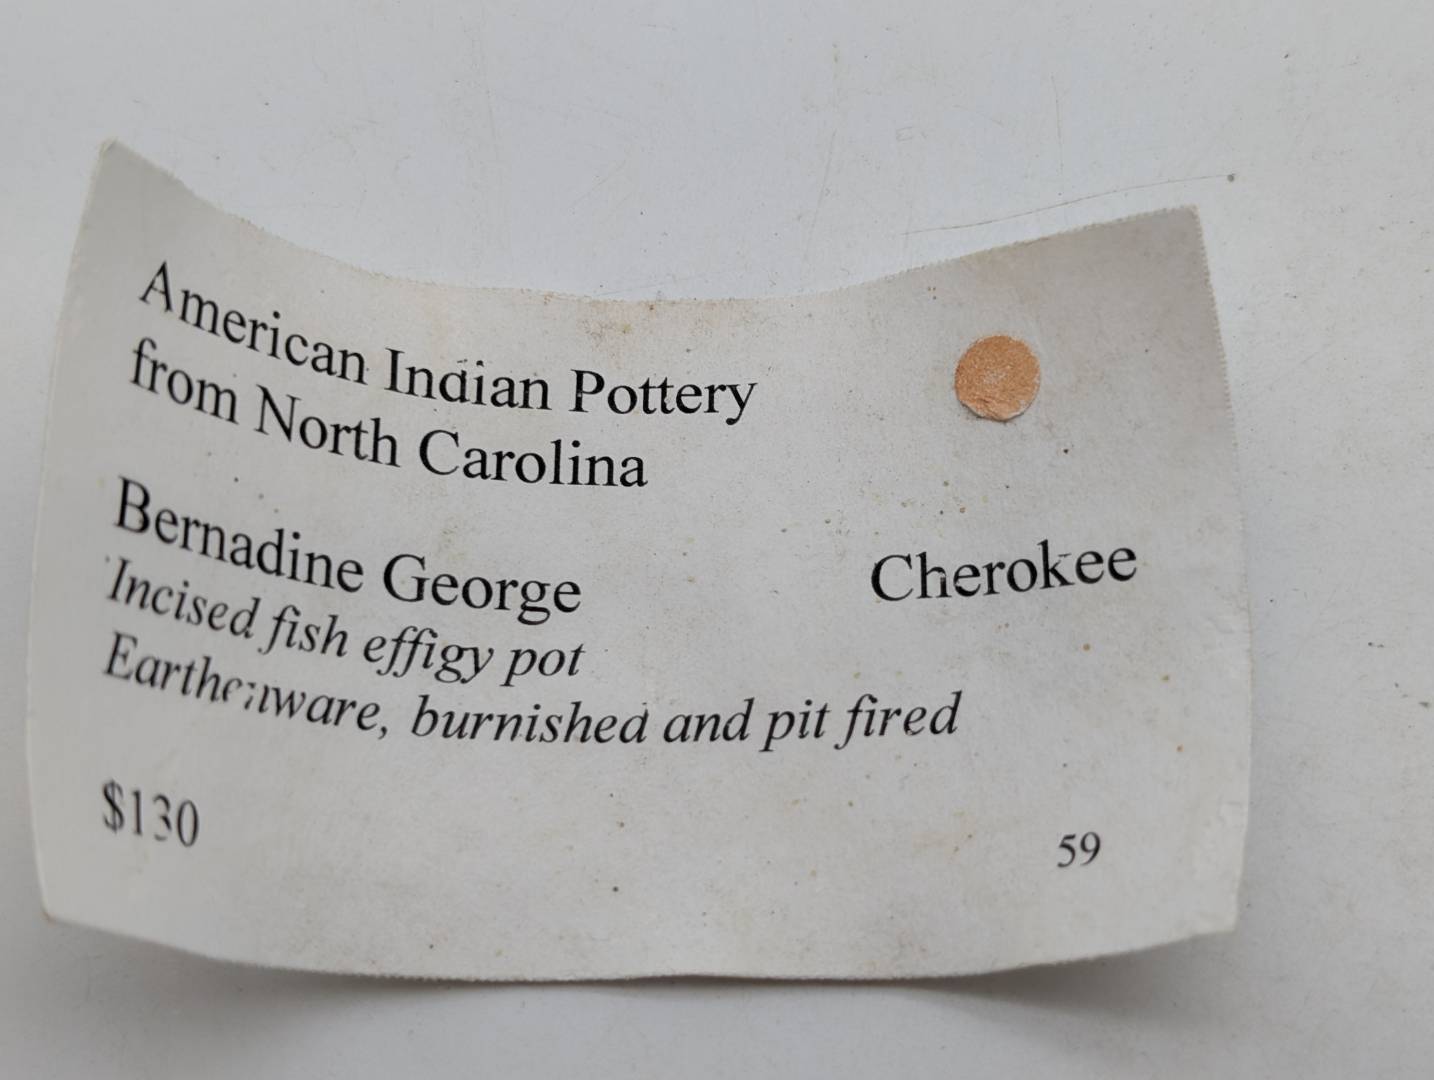 American Indian Pottery
from North Carolina
Bernadine George Cherokee
Incised fish effigy pot
Earthenware, burnished and pit fired
$130 59